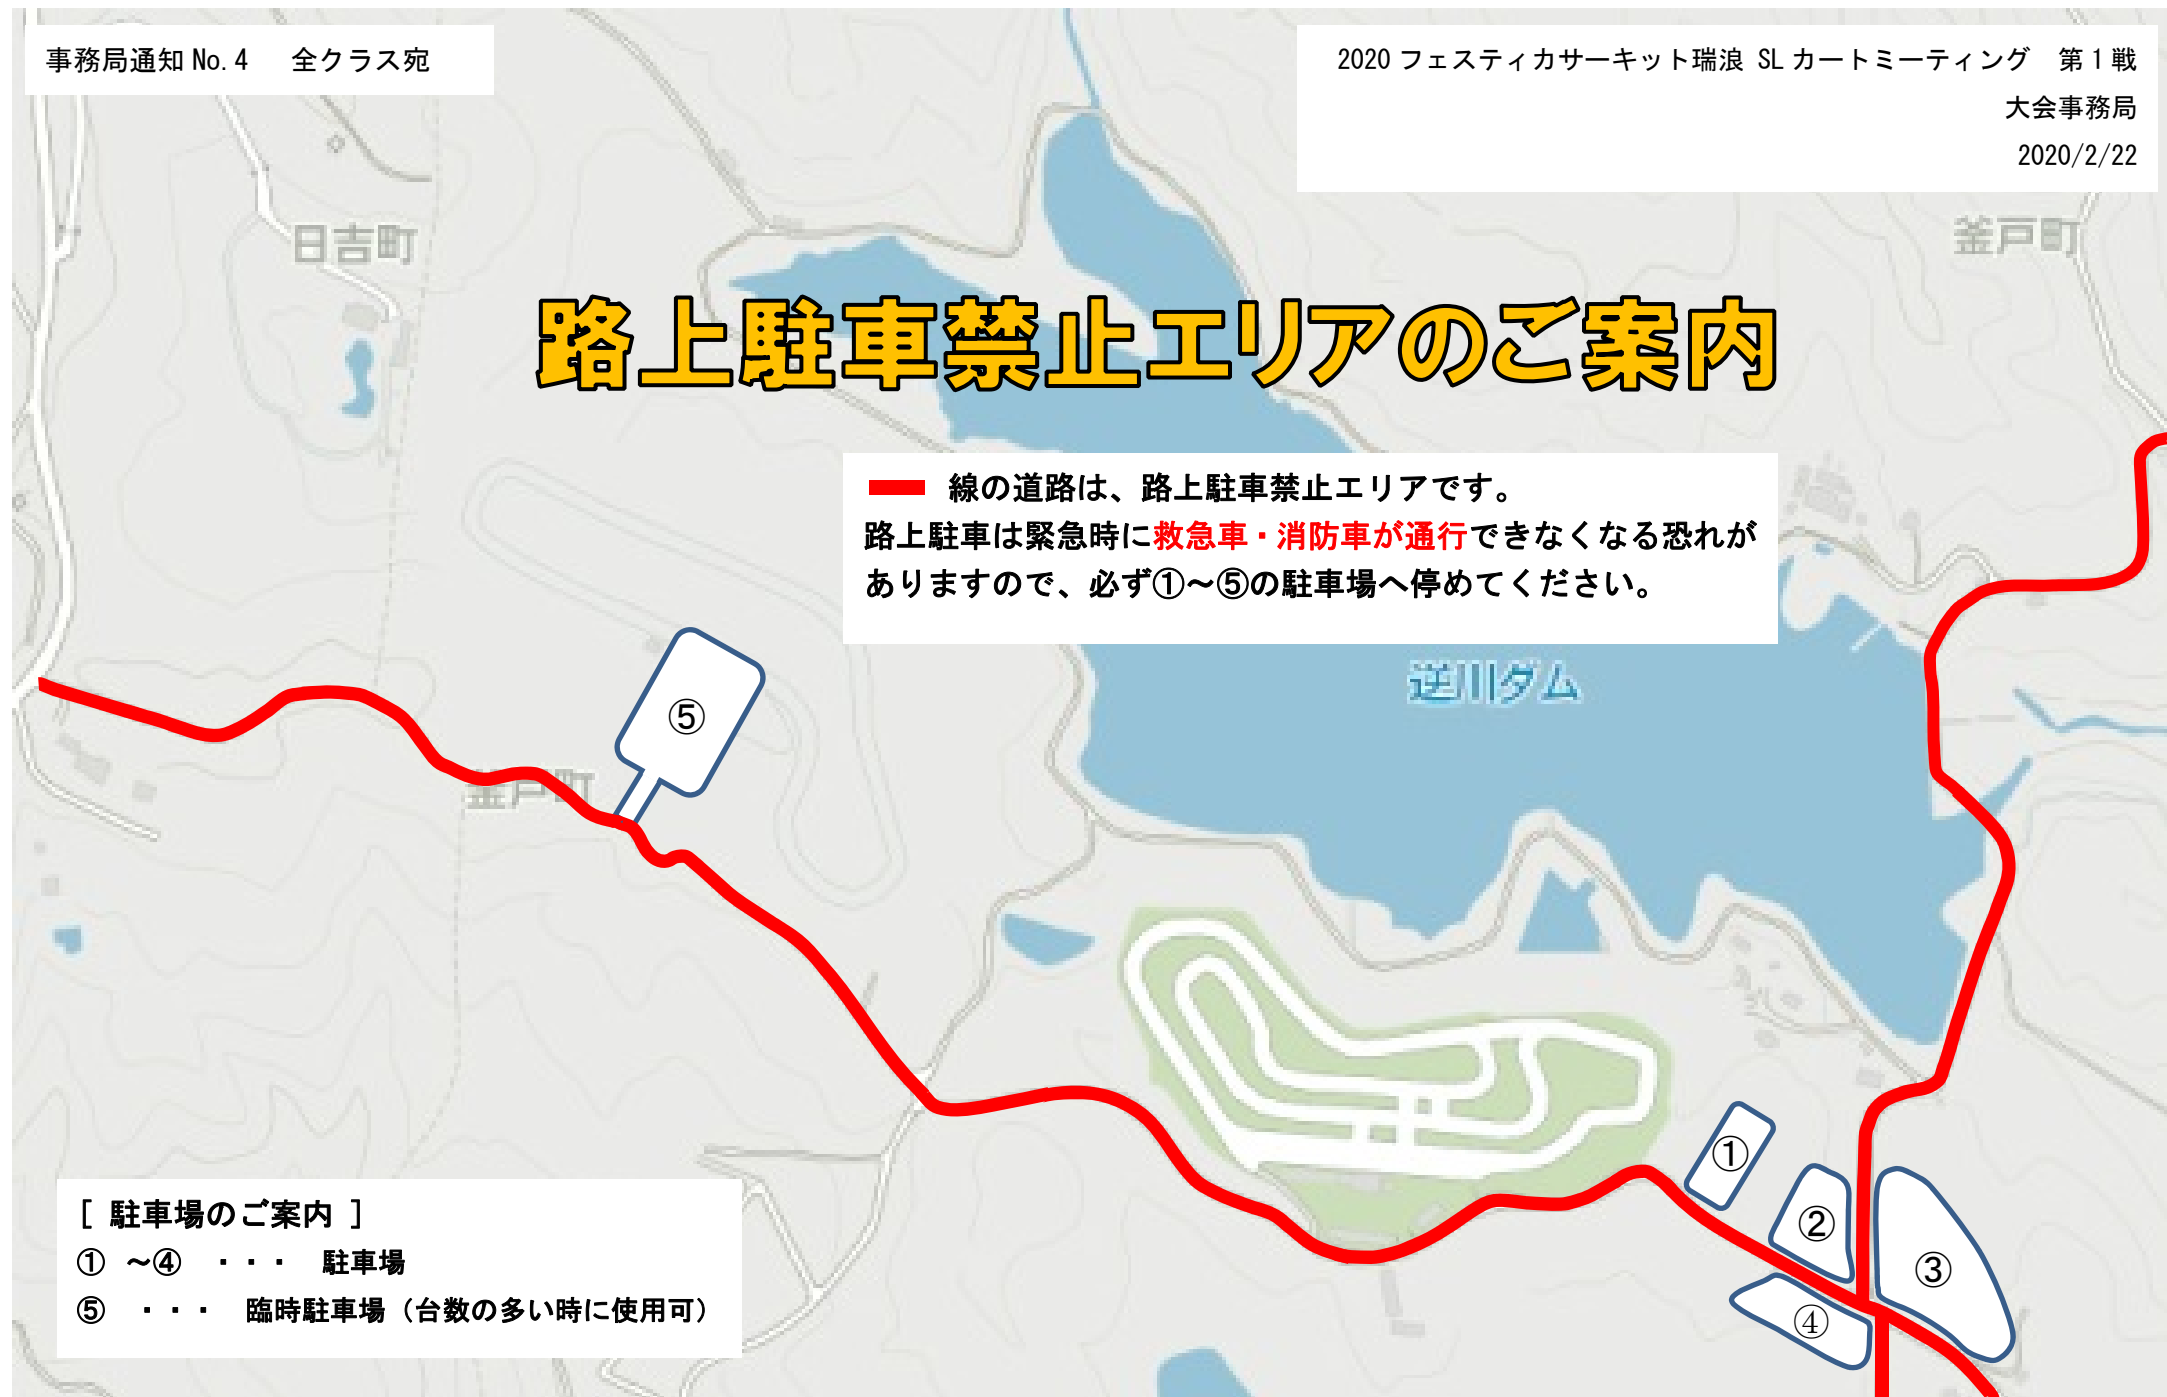 事務局通知 No.4　全クラス宛
2020 フェスティカサーキット瑞浪 SL カートミーティング　第1戦
大会事務局
2020/2/22
日吉町
釜戸町
路上駐車禁止エリアのご案内
線の道路は、路上駐車禁止エリアです。
路上駐車は緊急時に救急車・消防車が通行できなくなる恐れが
ありますので、必ず①～⑤の駐車場へ停めてください。
逆川ダム
⑤
釜戸町
①
②
③
④
[ 駐車場のご案内 ]
① ～④ ・・・ 駐車場
⑤ ・・・ 臨時駐車場（台数の多い時に使用可）